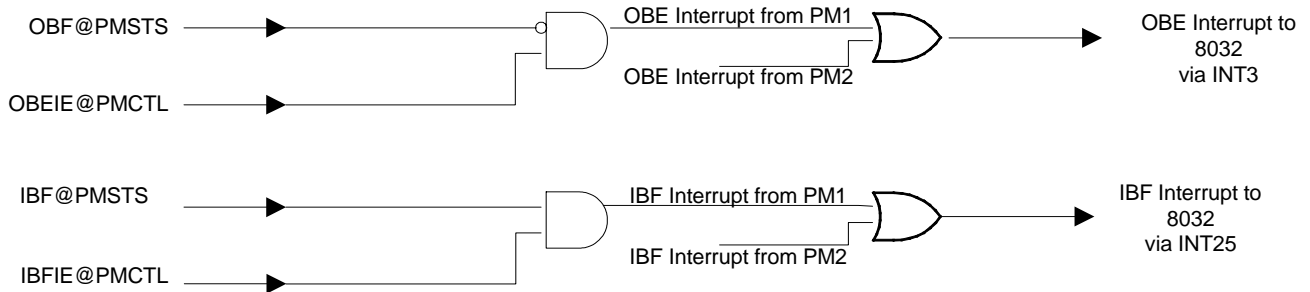 OBF@PMSTS
OBEIE@PMCTL
OBE Interrupt from PM1
OBE Interrupt from PM2
OBE Interrupt to
8032
via INT3
IBF@PMSTS
IBFIE@PMCTL
IBF Interrupt from PM1
IBF Interrupt from PM2
IBF Interrupt to
8032
via INT25